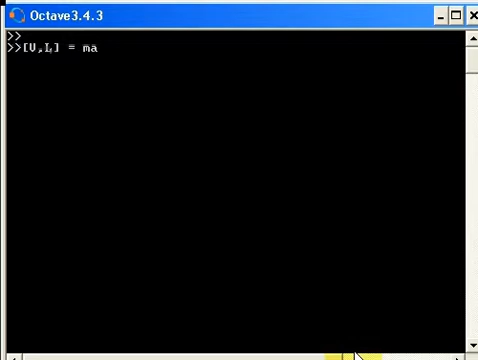 Octave3.4.3
>>
>>[V,L] = ma